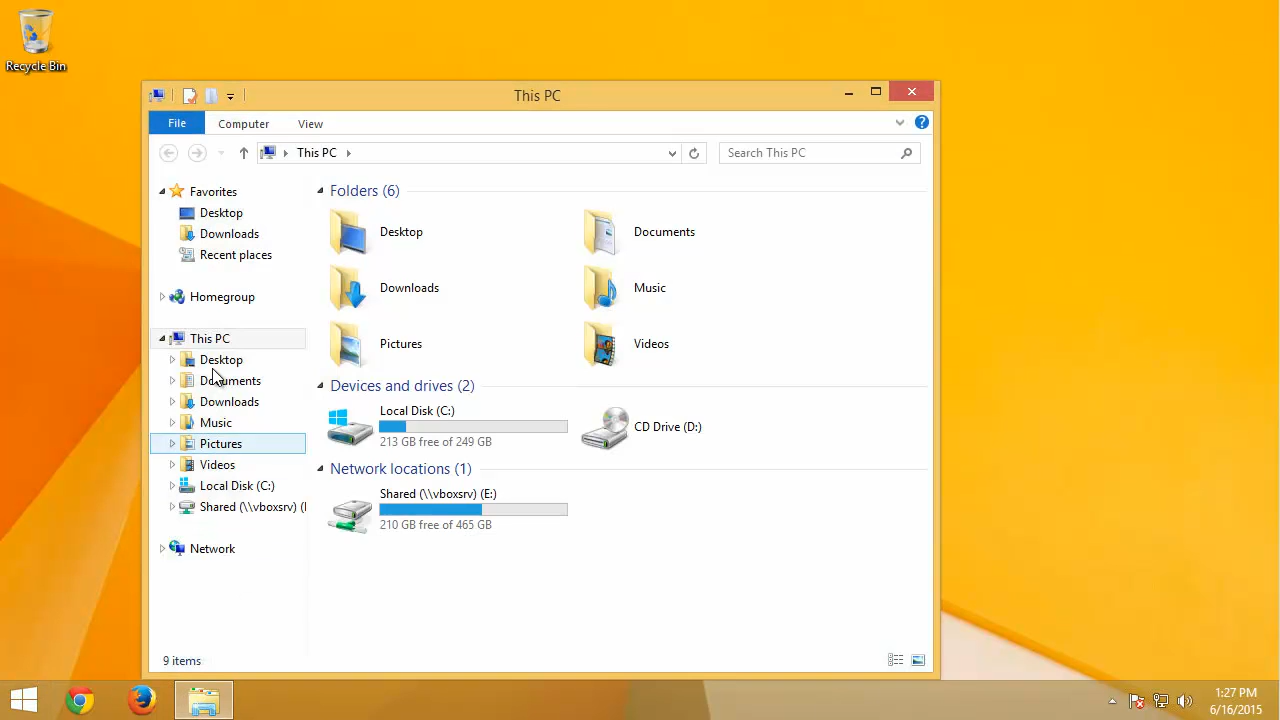 Recycle Bin
This PC
File Computer View
This PC
Search This PC
Favorites
Desktop
Downloads
Recent places
Homegroup
This PC
Desktop
Documents
Downloads
Music
Pictures
Videos
Local Disk (C:)
Shared (\\vboxsrv) (
Network
Folders (6)
Desktop
Documents
Downloads
Music
Pictures
Videos
Devices and drives (2)
Local Disk (C:)
213 GB free of 249 GB
CD Drive (D:)
Network locations (1)
Shared (\\vboxsrv) (E:)
210 GB free of 465 GB
9 items
1:27 PM
6/16/2015